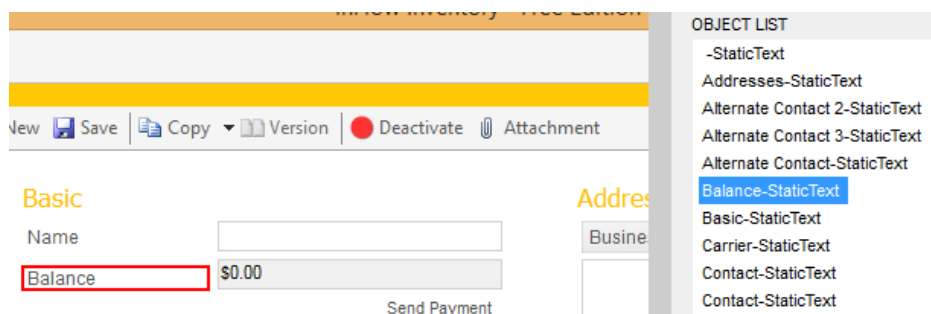 inFlow Inventory - Free Edition
New Save Copy Version Deactivate Attachment
Basic
Name
Balance $0.00
Send Payment
Addres
Busine
OBJECT LIST
-StaticText
Addresses-StaticText
Alternate Contact 2-StaticText
Alternate Contact 3-StaticText
Alternate Contact-StaticText
Balance-StaticText
Basic-StaticText
Carrier-StaticText
Contact-StaticText
Contact-StaticText